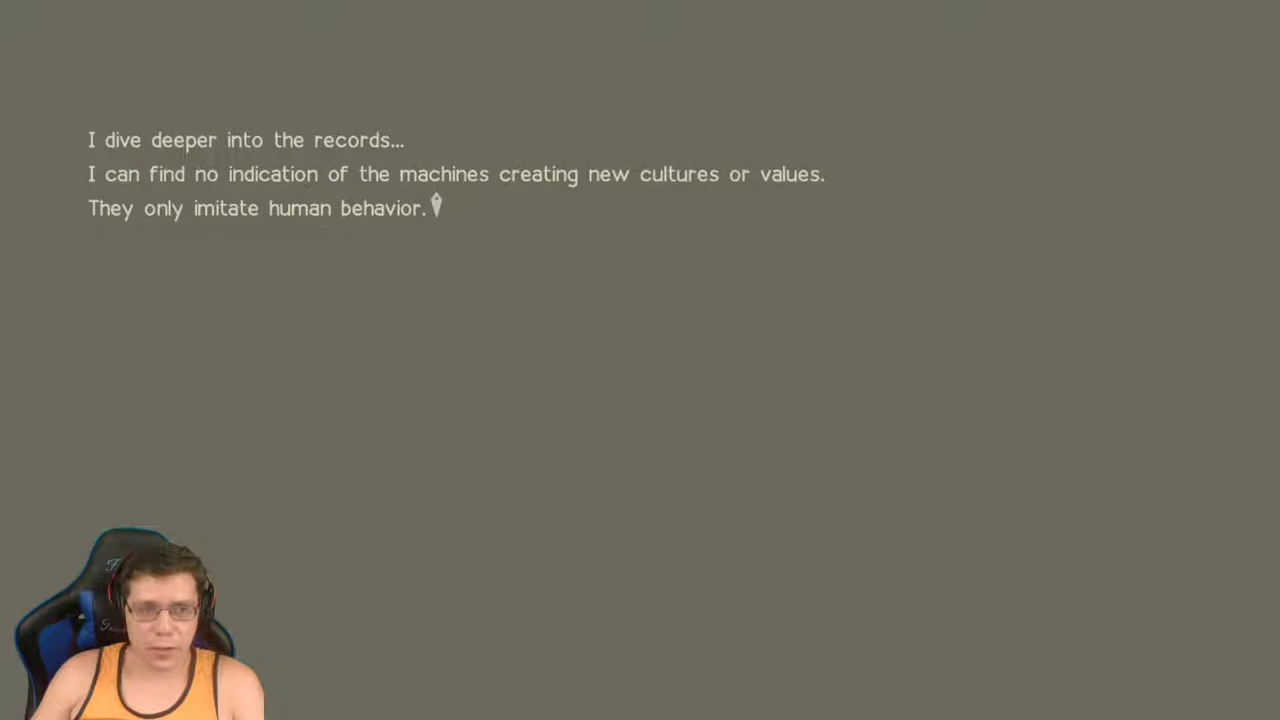 I dive deeper into the records...
I can find no indication of the machines creating new cultures or values.
They only imitate human behavior.